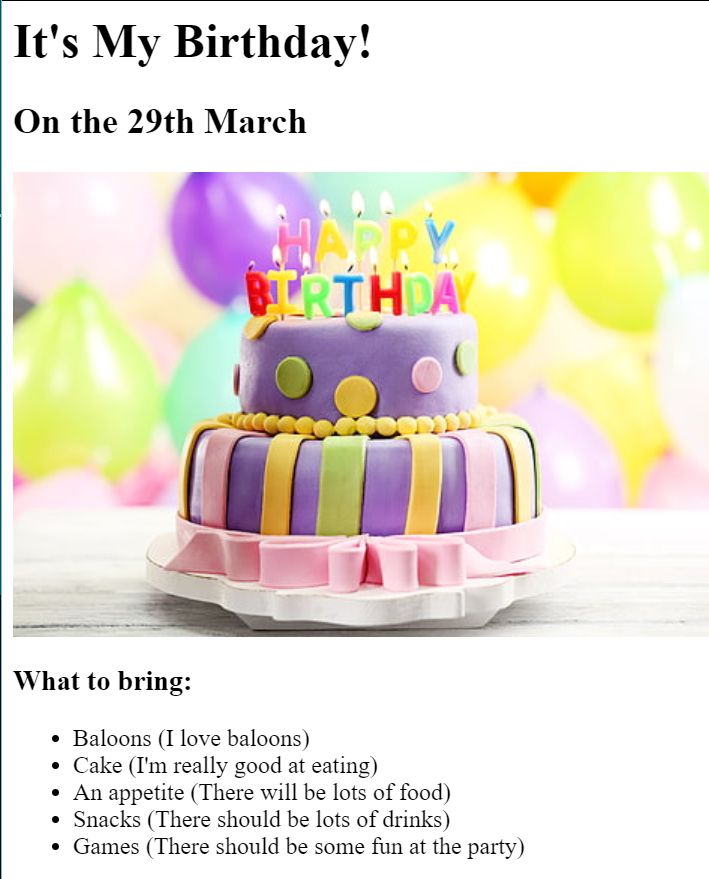 It's My Birthday!
On the 29th March
HAPPY
BIRTHDAY
What to bring:
Baloons (I love baloons)
Cake (I'm really good at eating)
An appetite (There will be lots of food)
Snacks (There should be lots of drinks)
Games (There should be some fun at the party)